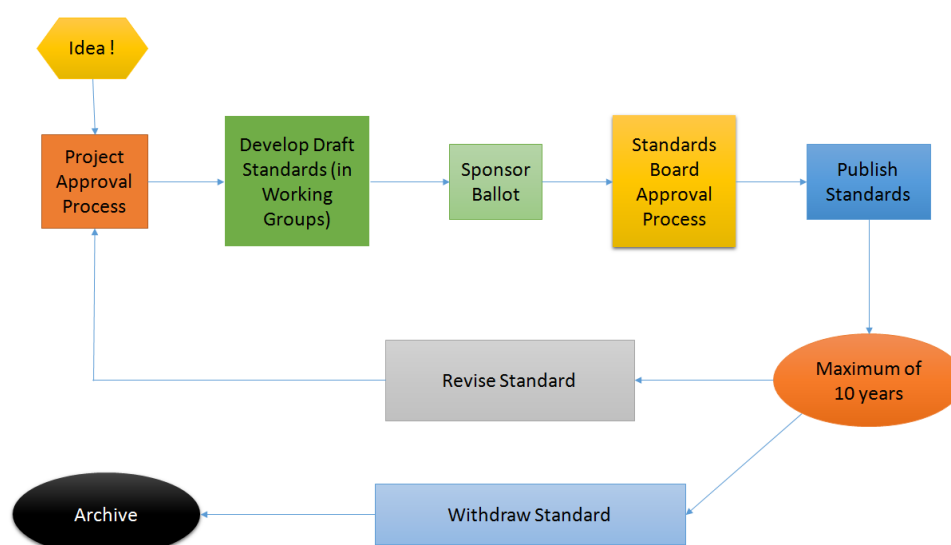 Idea !
Project
Approval
Process
Develop Draft
Standards (in
Working
Groups)
Sponsor
Ballot
Standards
Board
Approval
Process
Publish
Standards
Maximum of
10 years
Revise Standard
Withdraw Standard
Archive